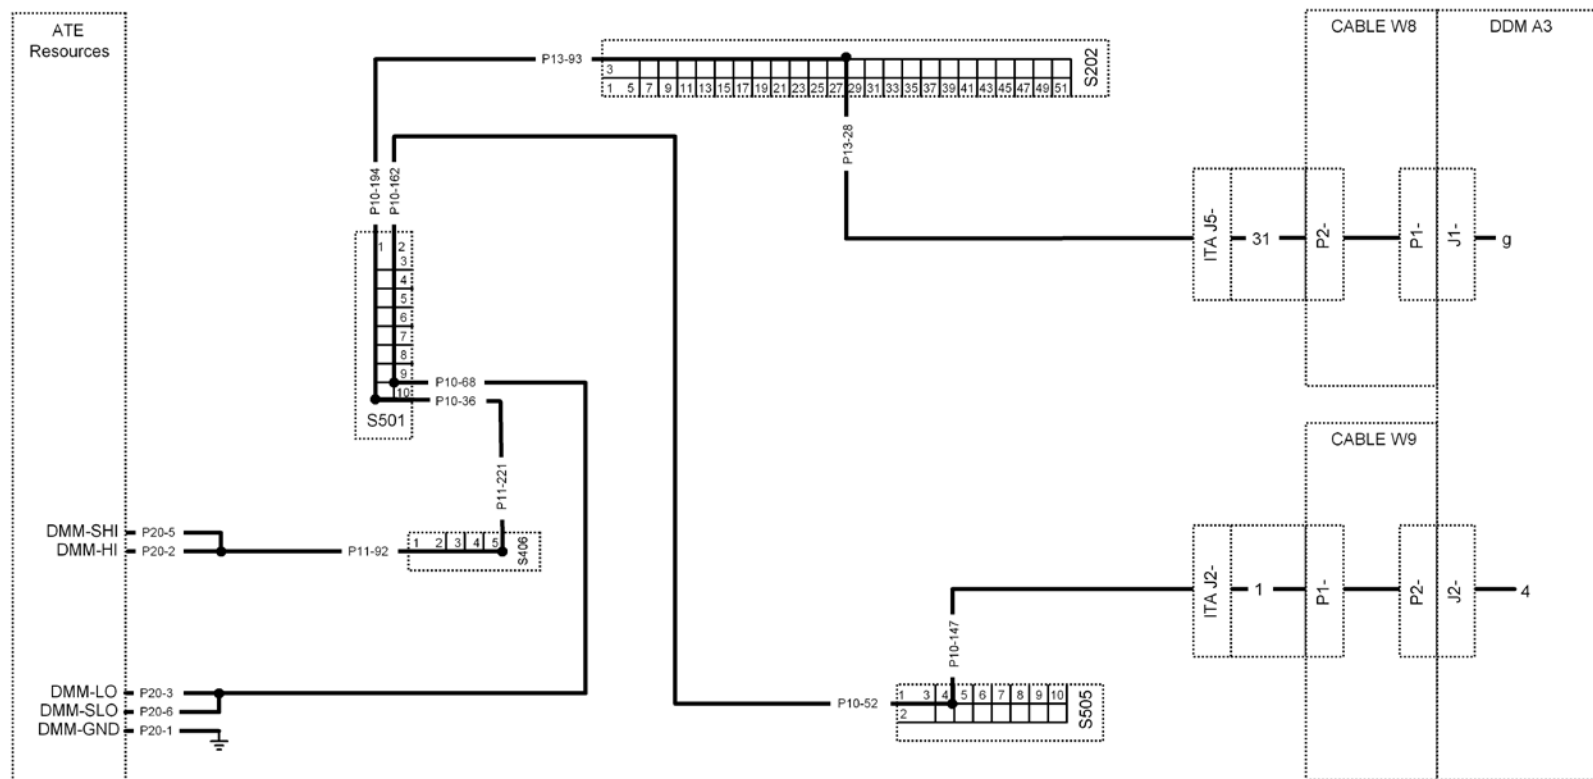 ATE
Resources
CABLE W8
DDM A3
P13-93
3
1 5 7 9 11 13 15 17 19 21 23 25 27 29 31 33 35 37 39 41 43 45 47 49 51
S202
P13-28
P10-194
P10-162
1 2
3
4
5
6
7
8
9
10
S501
P10-68
P10-36
ITA J5-
31
P2-
P1-
J1-
g
CABLE W9
P11-221
DMM-SHI
P20-5
DMM-HI
P20-2
P11-92
1 2 3 4 5
S406
ITA J2-
1
P1-
P2-
J2-
4
P10-147
DMM-LO
P20-3
DMM-SLO
P20-6
DMM-GND
P20-1
P10-52
1 3 4 5 6 7 8 9 10
2
S505